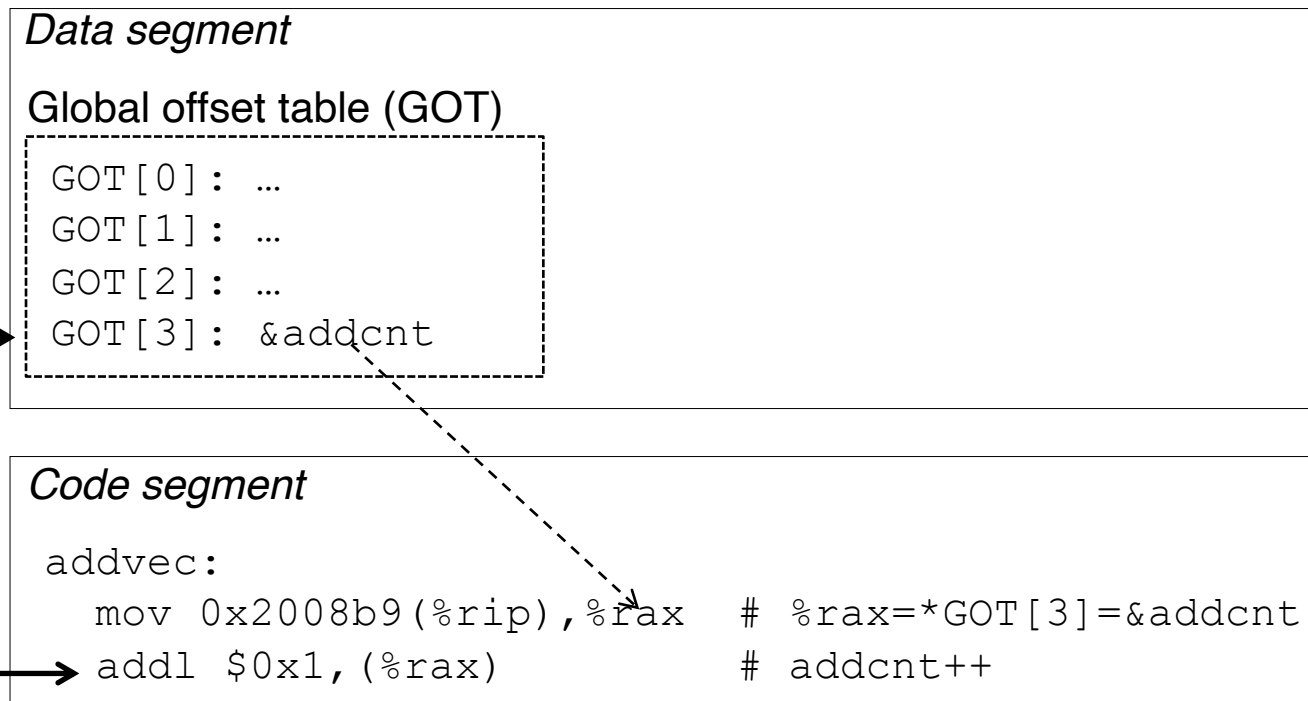 Data segment
Global offset table (GOT)
GOT[0]: …
GOT[1]: …
GOT[2]: …
GOT[3]: &addcnt
Code segment
addvec:
mov 0x2008b9(%rip),%rax # %rax=*GOT[3]=&addcnt
addl $0x1,(%rax) # addcnt++